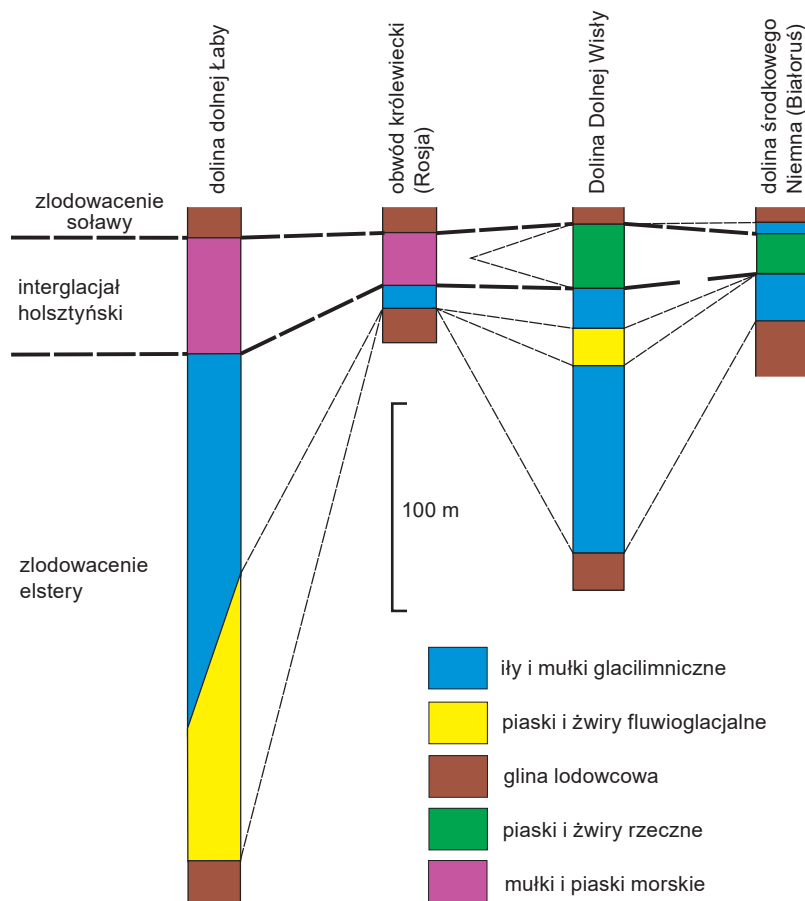 dolina dolnej Łaby
obwód królewiecki
(Rosja)
Dolina Dolnej Wisły
dolina środkowego
Niemna (Białoruś)
zlodowacenie
soławy
interglacjał
holsztyński
zlodowacenie
elstery
100 m
iły i mułki glacilimniczne
piaski i żwiry fluwioglacjalne
glina lodowcowa
piaski i żwiry rzeczne
mułki i piaski morskie